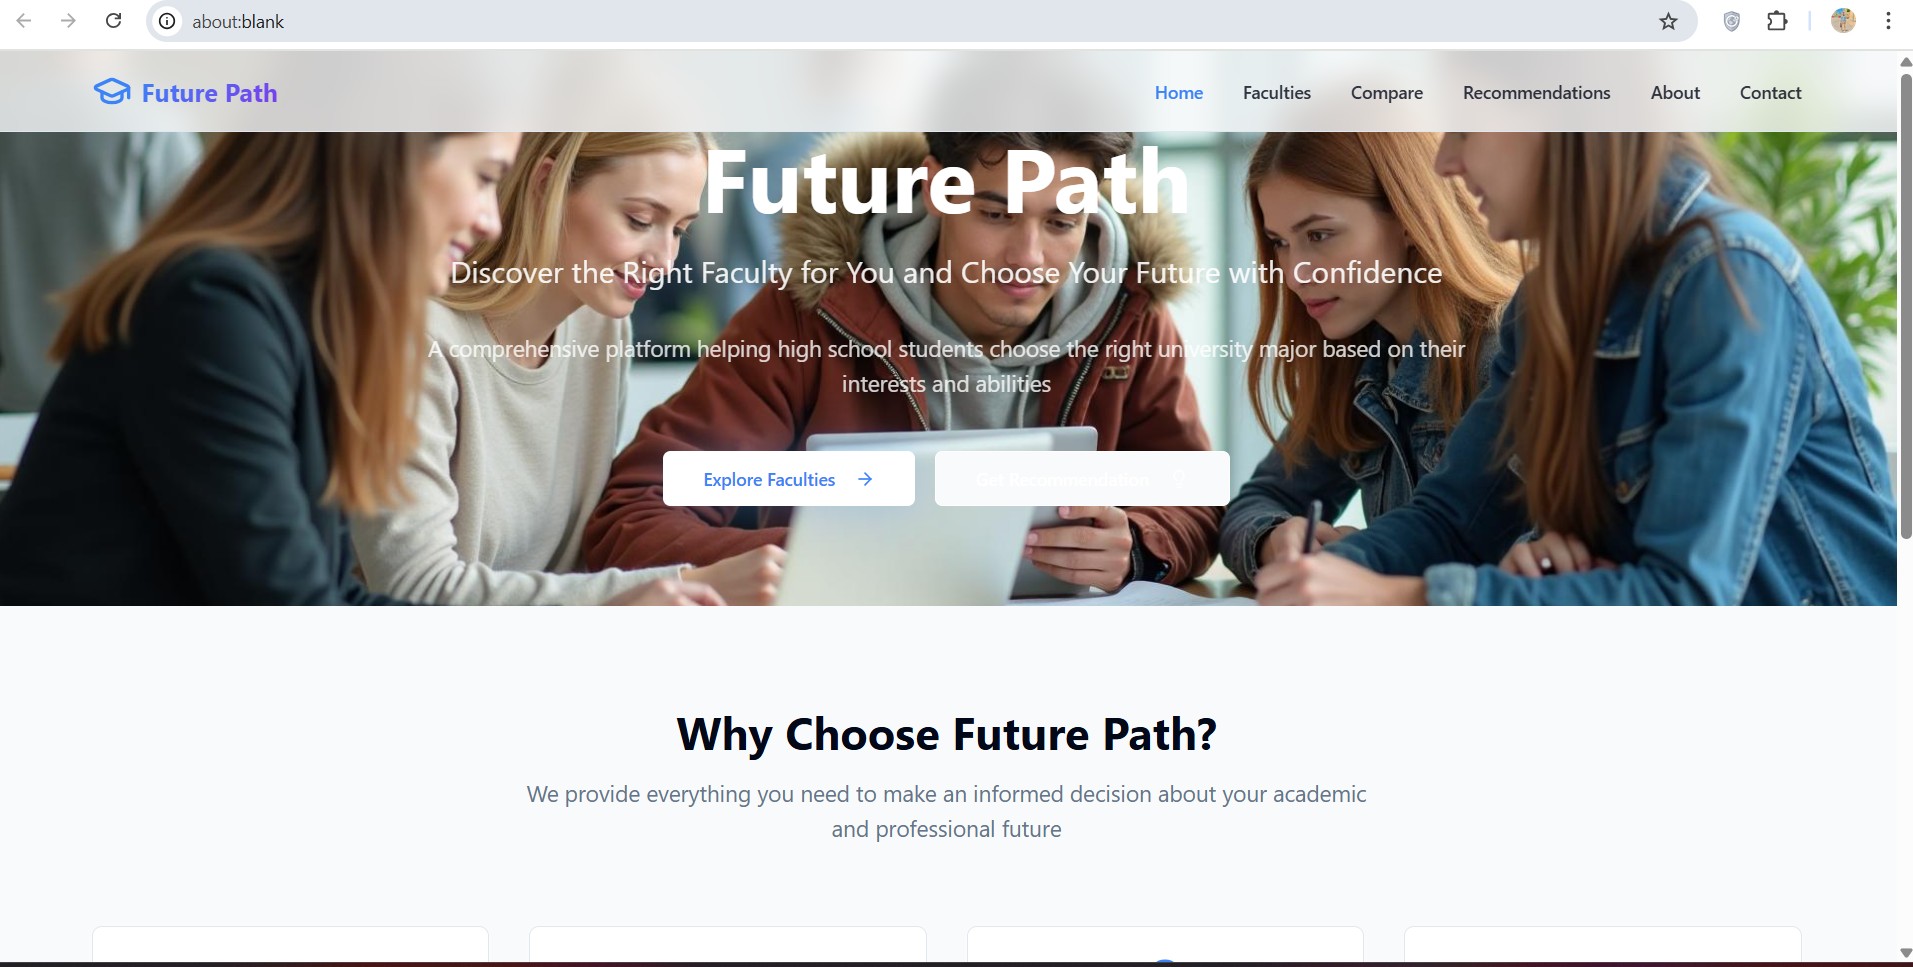 about:blank
Future Path
Home
Faculties
Compare
Recommendations
About
Contact
Future Path
Discover the Right Faculty for You and Choose Your Future with Confidence
A comprehensive platform helping high school students choose the right university major based on their
interests and abilities
Explore Faculties
Get Recommendation
Why Choose Future Path?
We provide everything you need to make an informed decision about your academic
and professional future